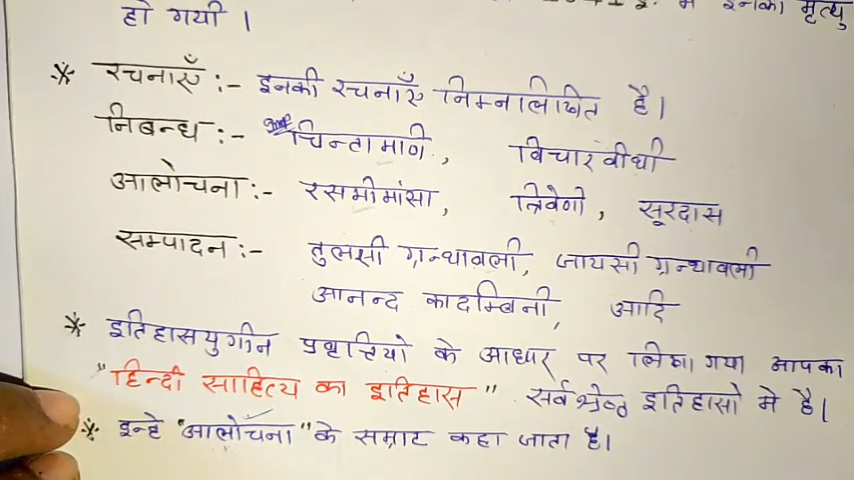 में इनका मृत्यु
हो गयी ।
* रचनाएँ :- इनकी रचनाएँ निम्नलिखित है।
निबन्ध :- चिन्तामणि, विचारवीथी
आलोचना :- रसमीमांसा, त्रिवेणी, सूरदास
सम्पादन :- तुलसी ग्रन्थावली, जायसी ग्रन्थावली
आनन्द कादम्बिनी, आदि
* इतिहासयुगीन प्रवृत्तियो के आधार पर लिखा गया आपका
"हिन्दी साहित्य का इतिहास" सर्वश्रेष्ठ इतिहासो मे है।
* इन्हे "आलोचना" के सम्राट कहा जाता है।